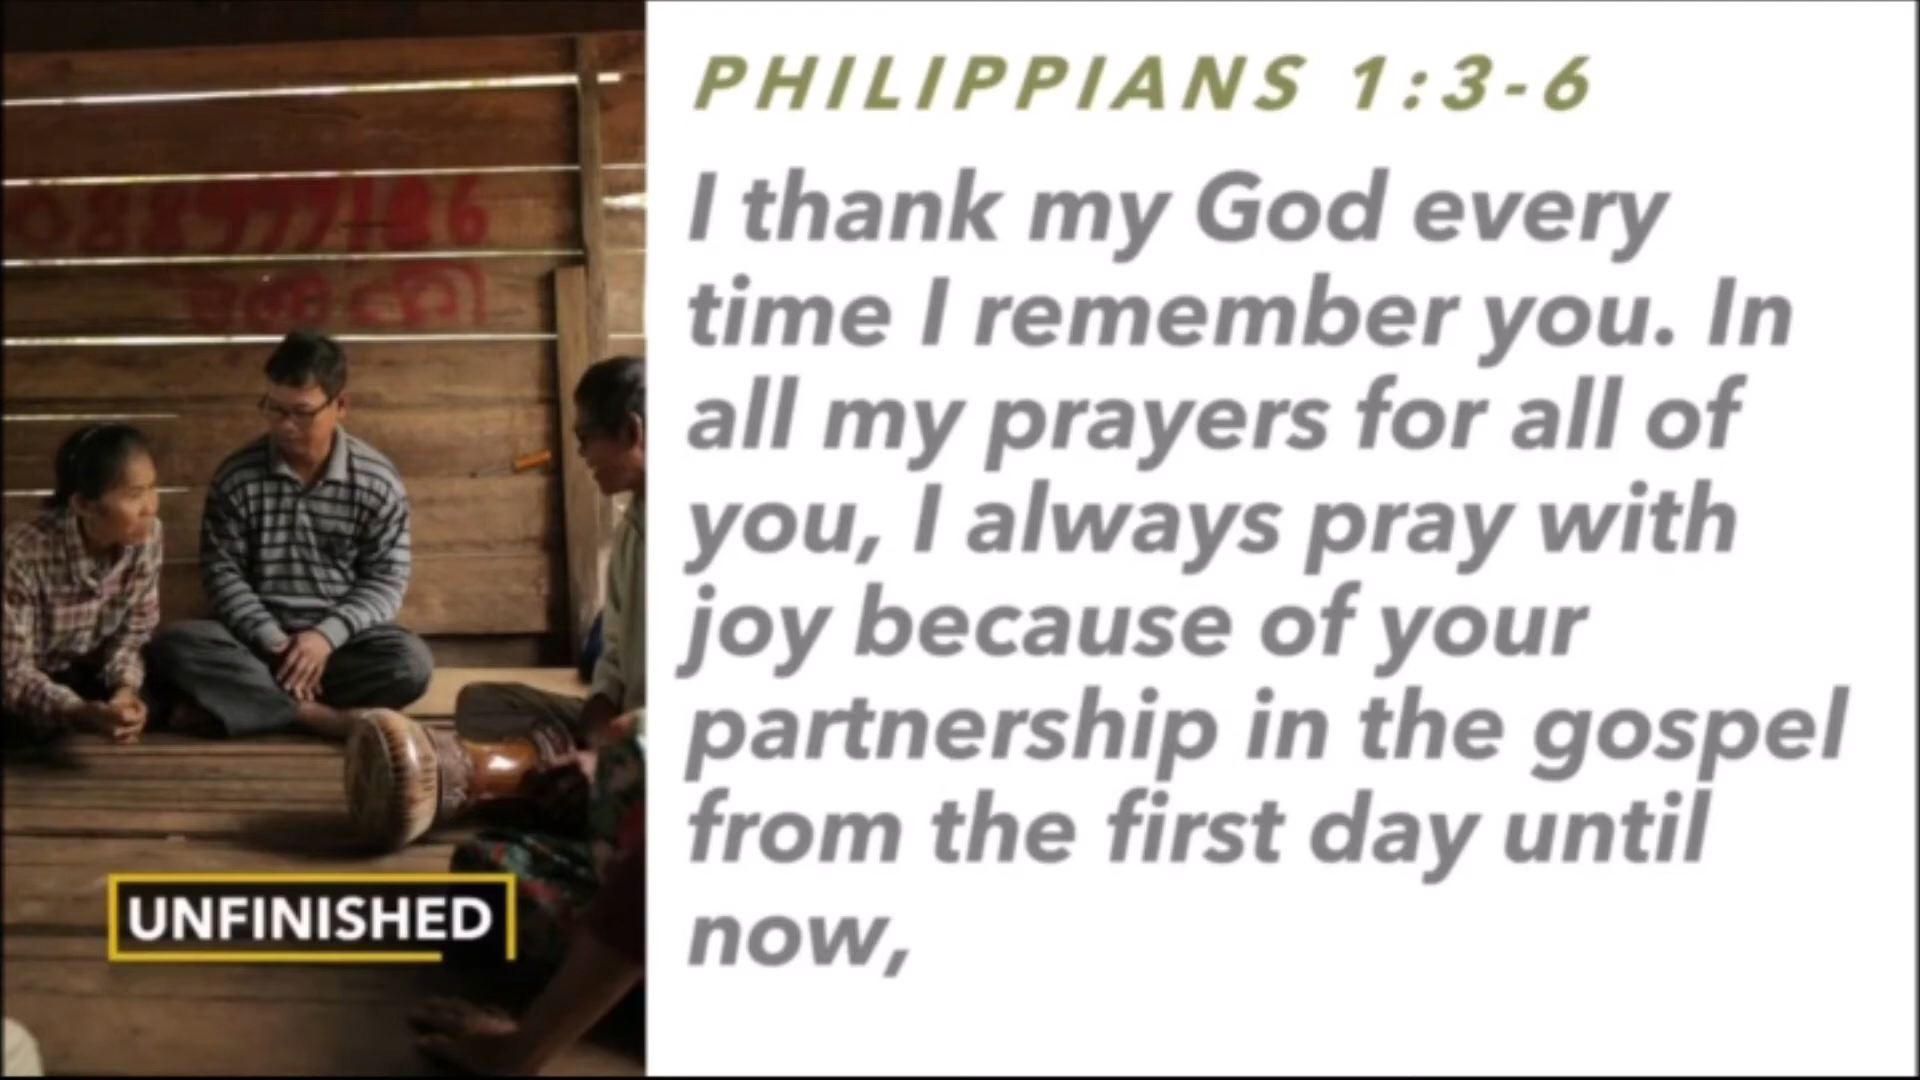 PHILIPPIANS 1:3-6
I thank my God every
time I remember you. In
all my prayers for all of
you, I always pray with
joy because of your
partnership in the gospel
from the first day until
now,
UNFINISHED